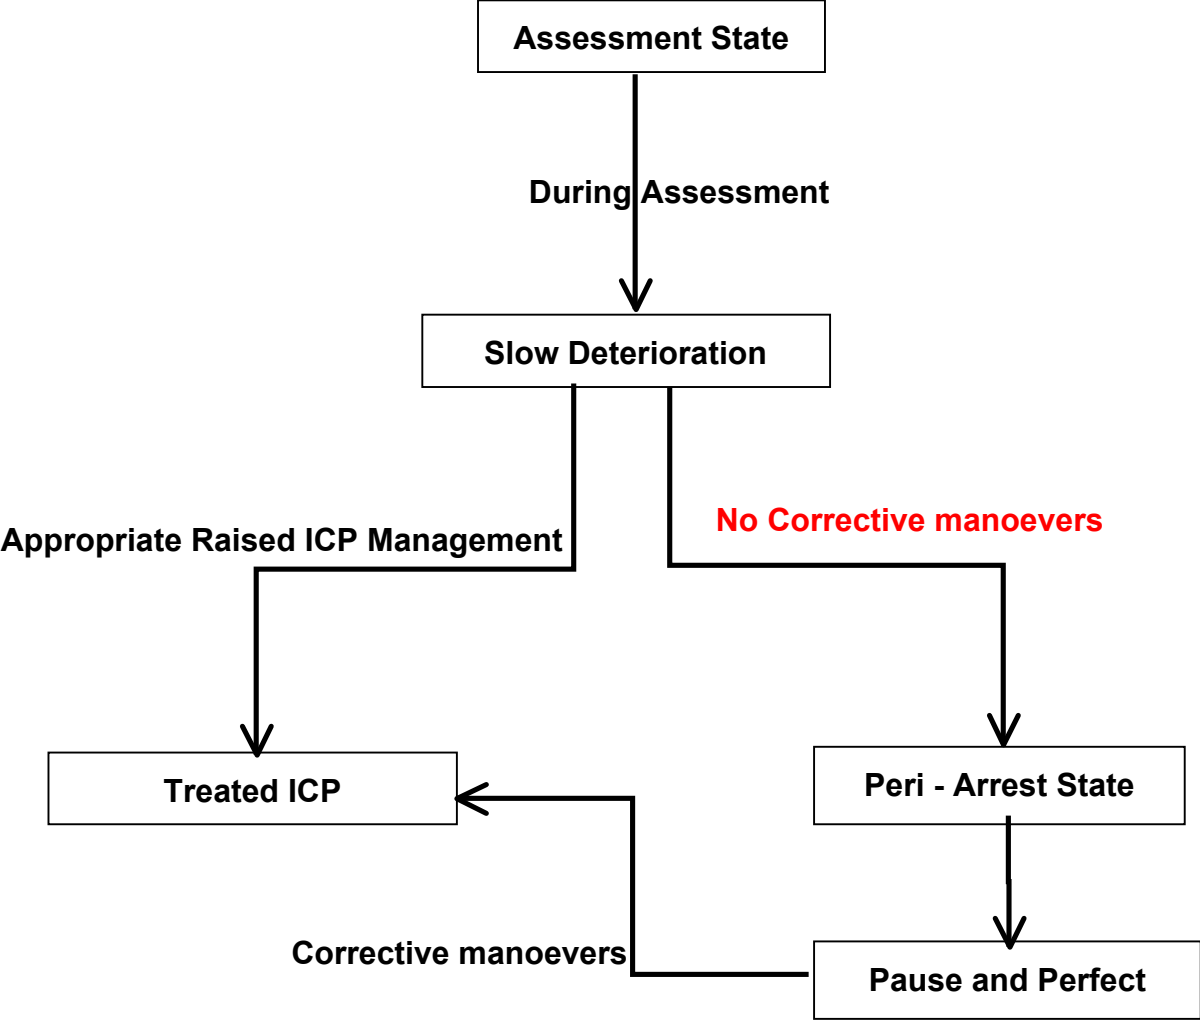 Assessment State
During Assessment
Slow Deterioration
No Corrective manoevers
Appropriate Raised ICP Management
Peri - Arrest State
Treated ICP
Corrective manoevers
Pause and Perfect